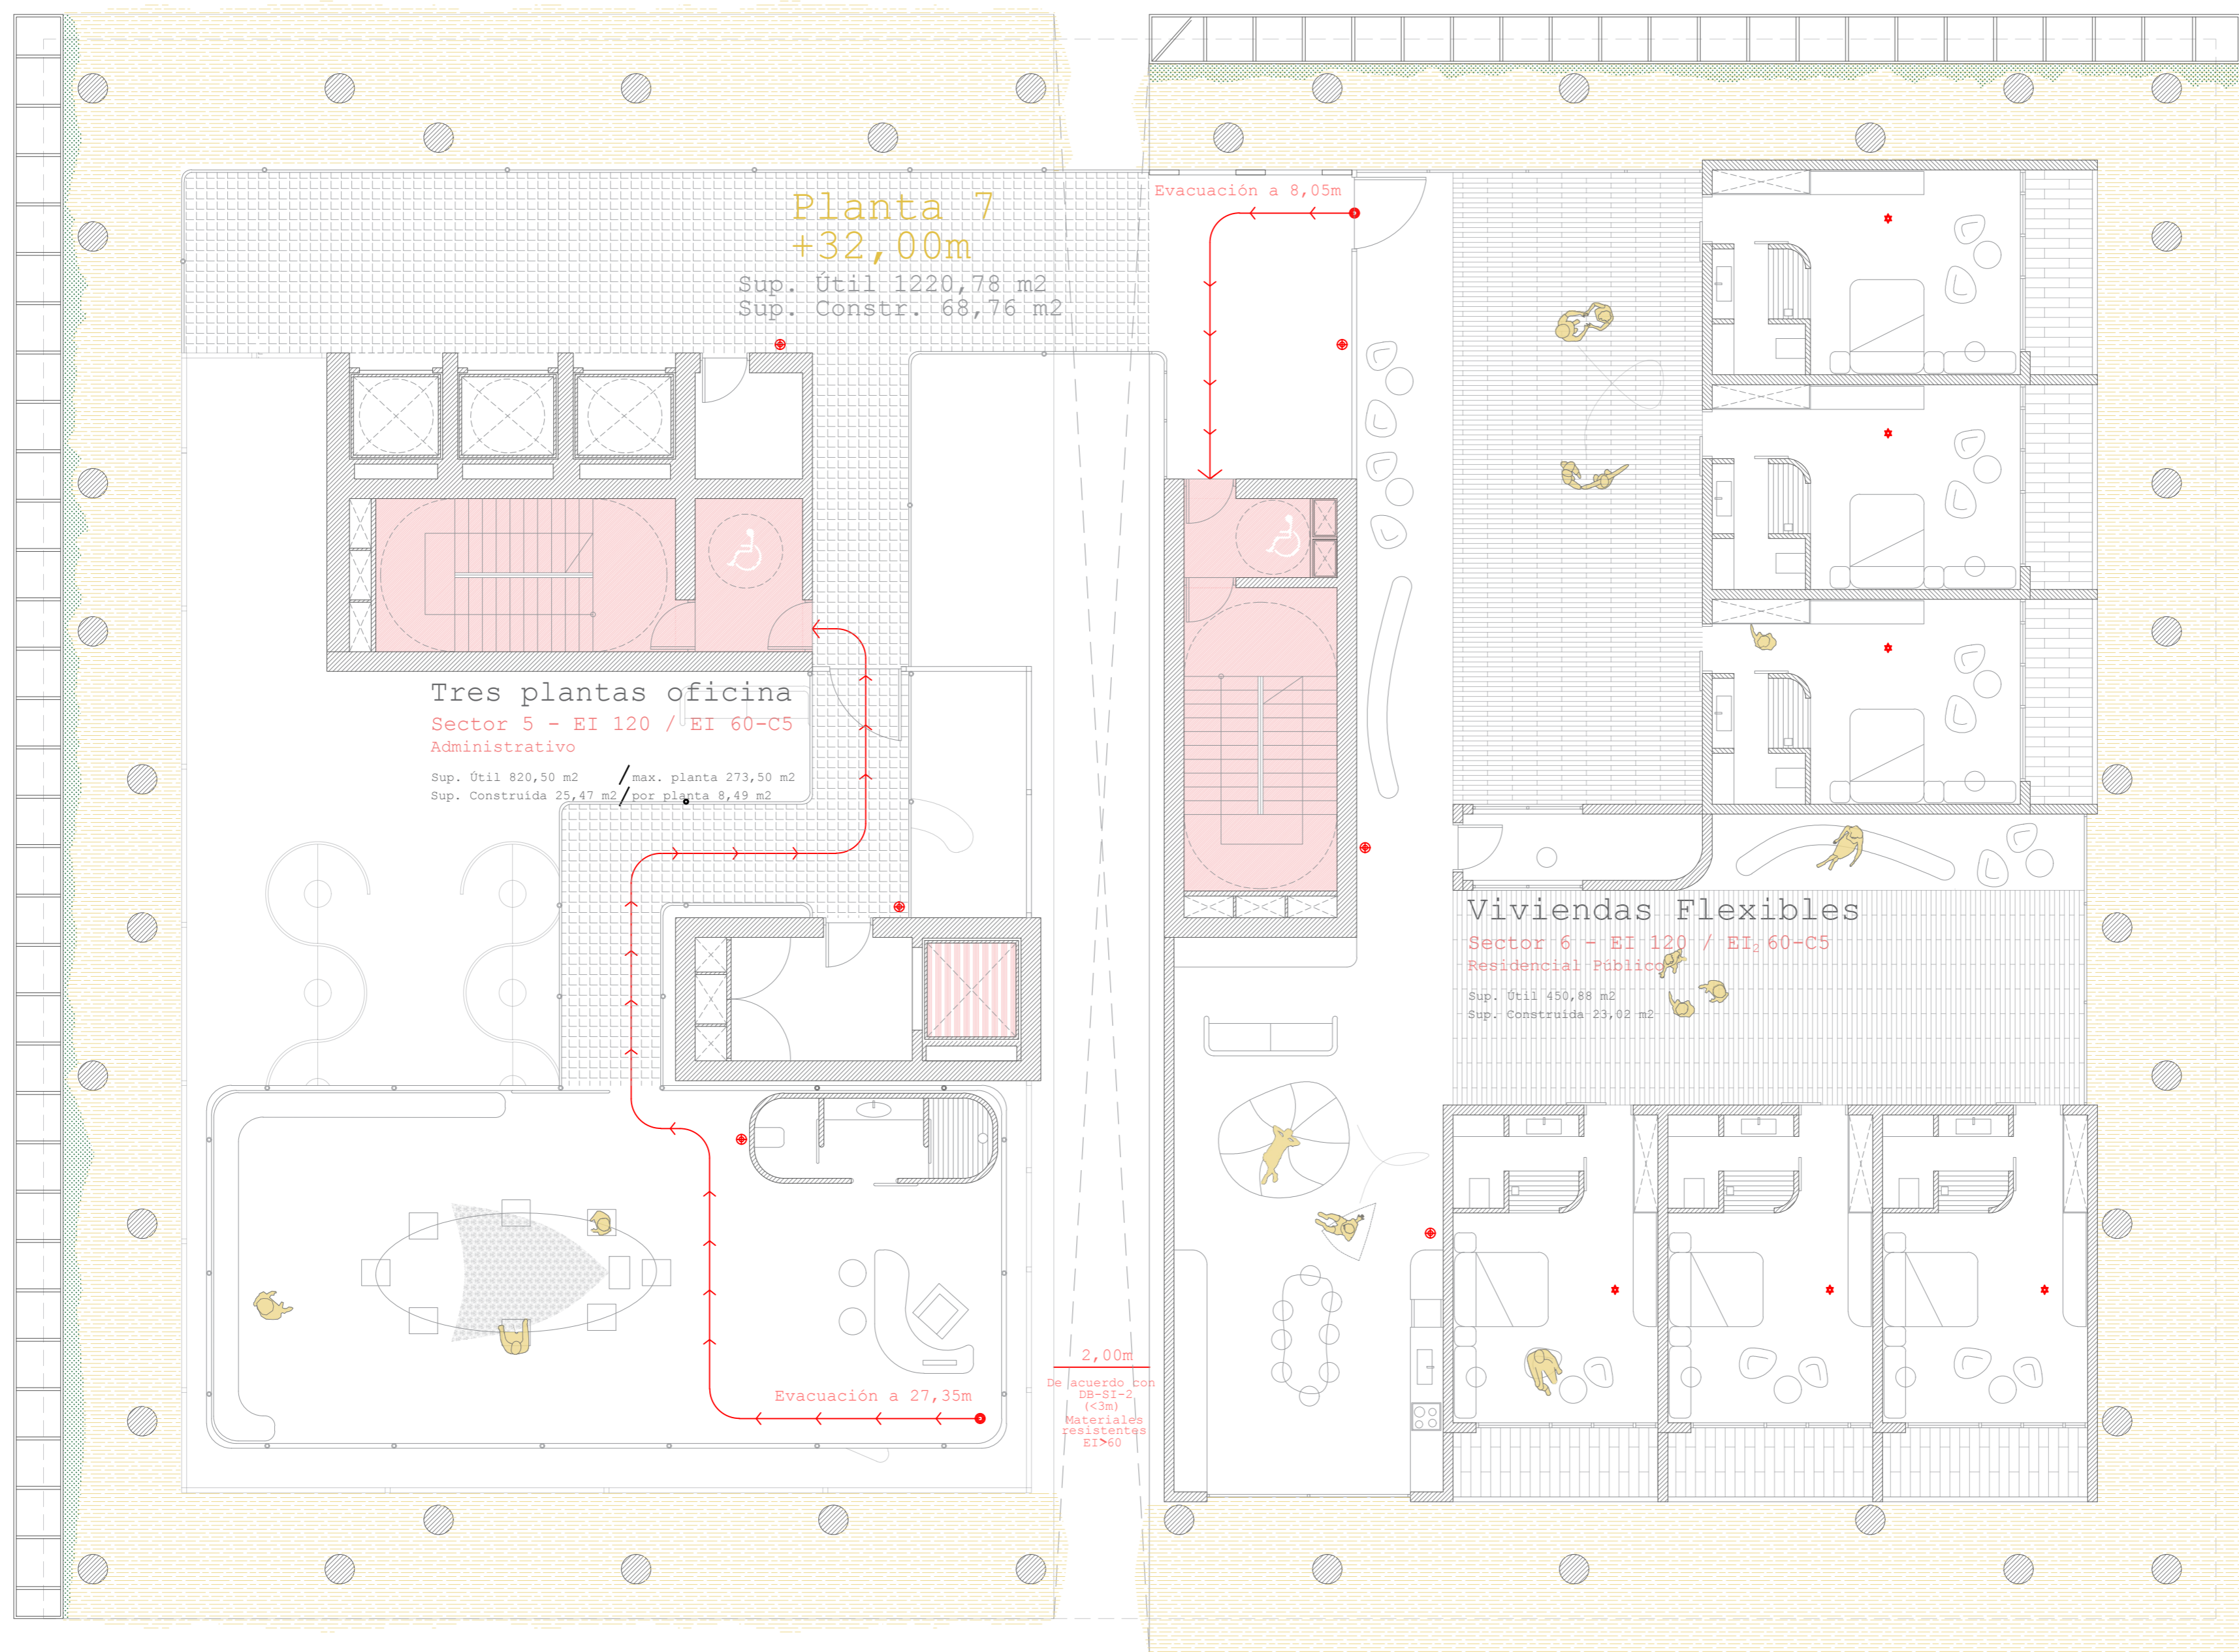 Evacuación a 8,05m
Planta 7
+32,00m
Sup. Útil 1220,78 m2
Sup. Constr. 68,76 m2
Tres plantas oficina
Sector 5 - EI 120 / EI 60-C5
Administrativo
Sup. Útil 820,50 m2 / max. planta 273,50 m2
Sup. Construida 25,47 m2 / por planta 8,49 m2
Viviendas Flexibles
Sector 6 - EI 120 / EI₂ 60-C5
Residencial Público
Sup. Útil 450,88 m2
Sup. Construida 23,02 m2
2,00m
De acuerdo con
DB-SI-2
(<3m)
Materiales
resistentes
EI>60
Evacuación a 27,35m